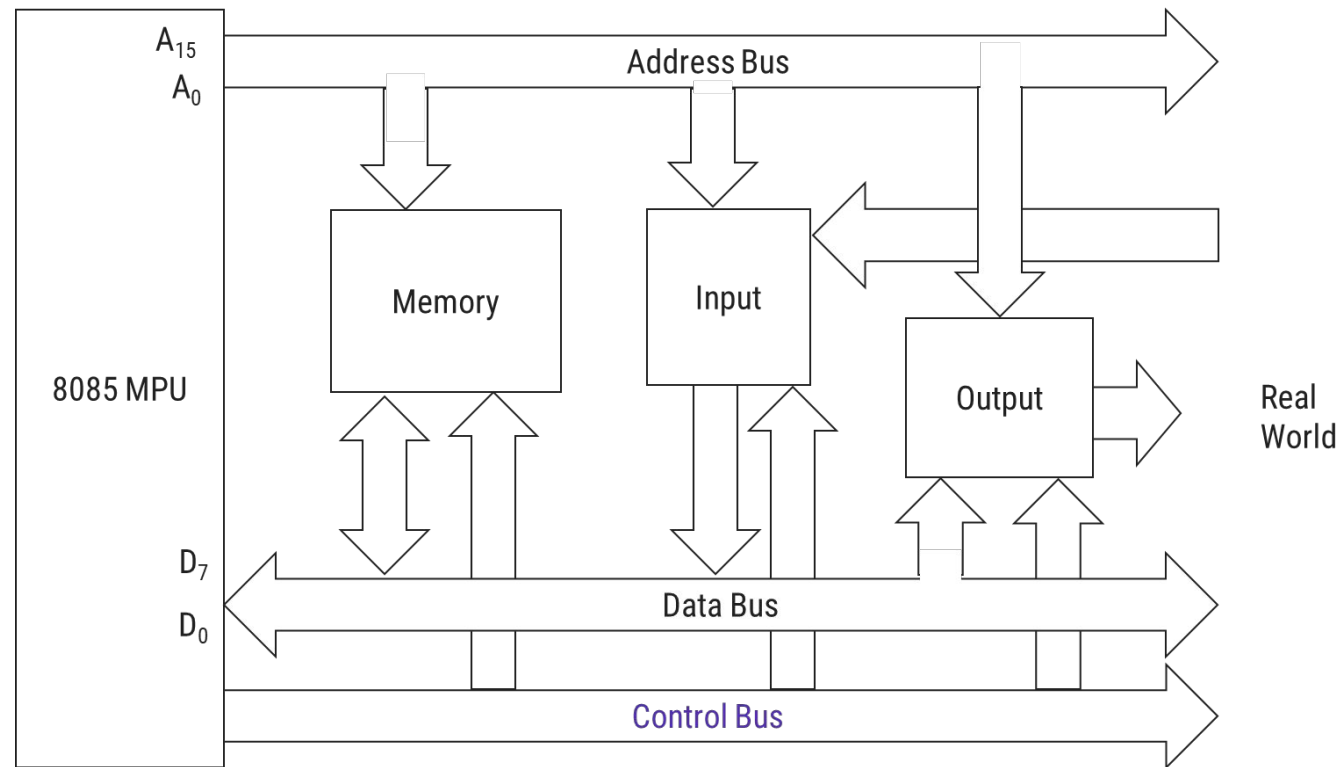 A₁₅
Address Bus
A₀
Memory
Input
8085 MPU
Output
Real
World
D₇
Data Bus
D₀
Control Bus